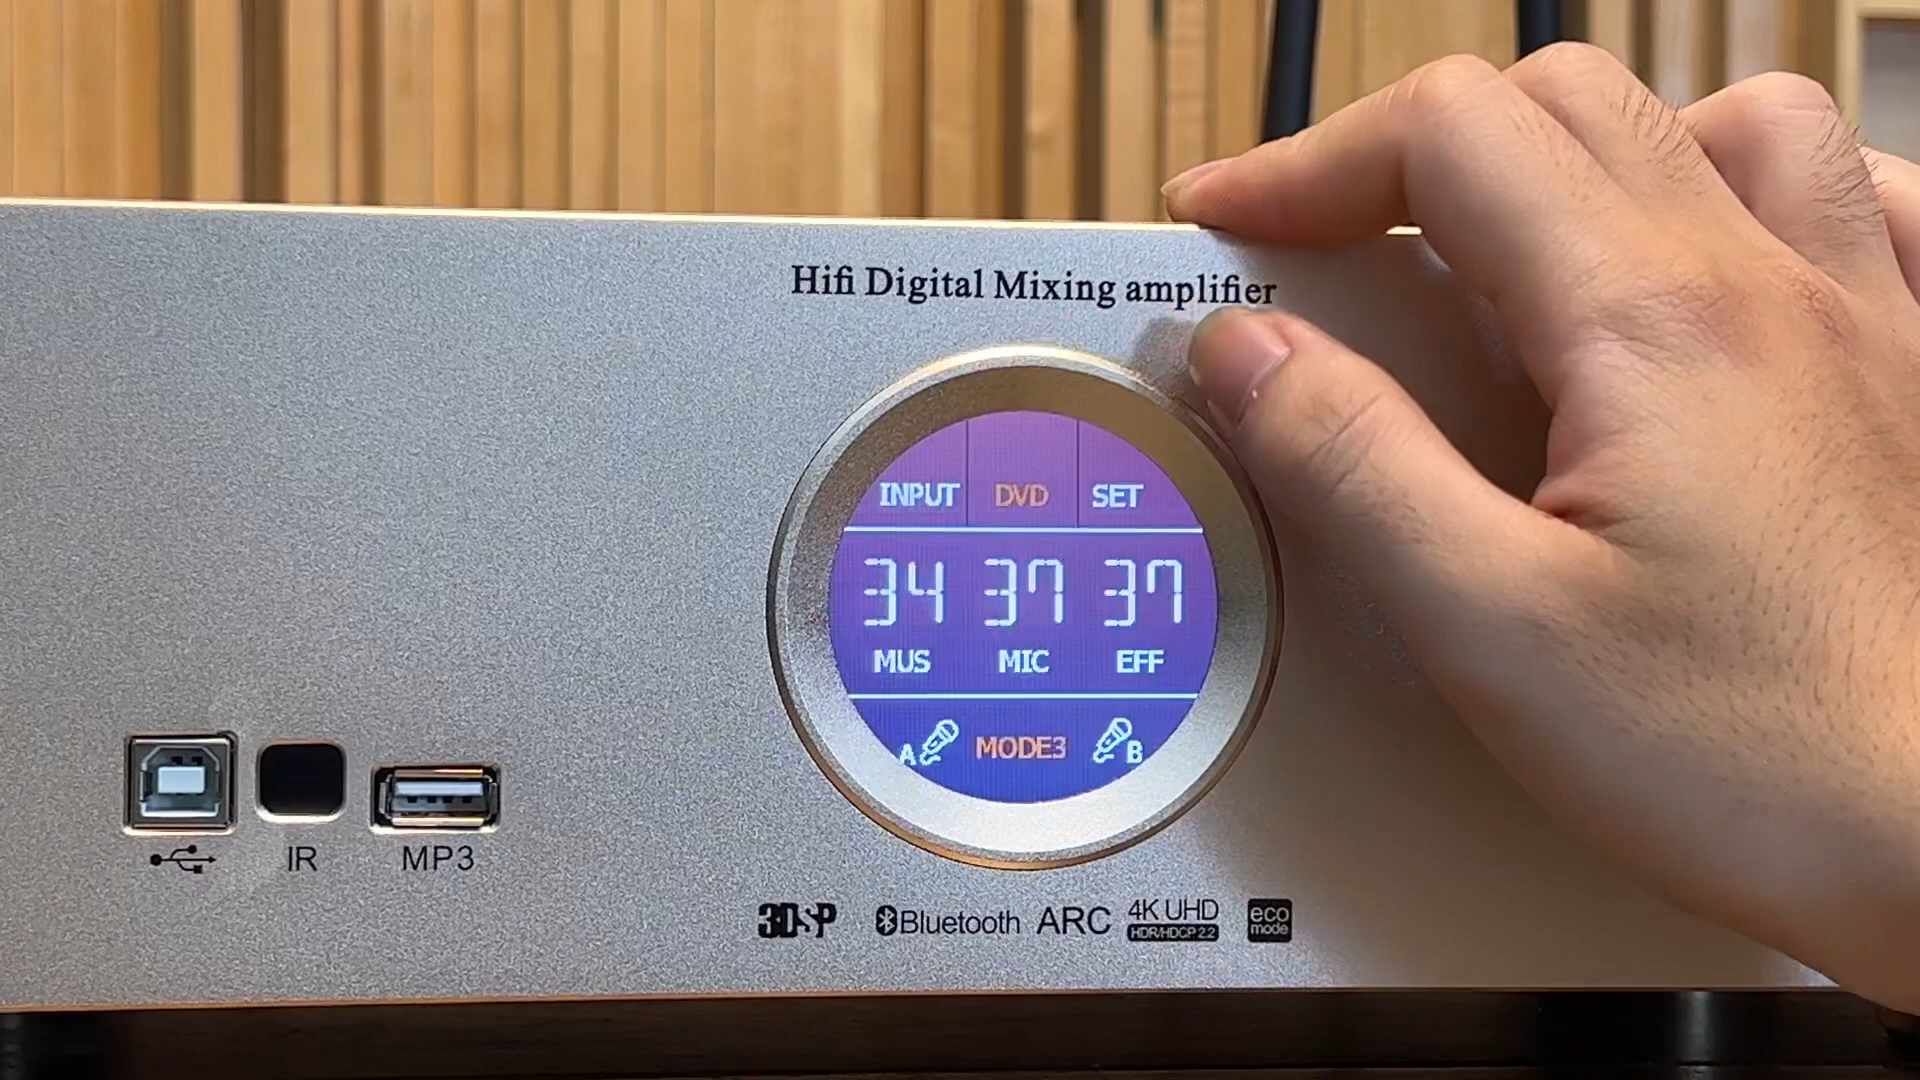 Hifi Digital Mixing amplifier
INPUT DVD SET
34 37 37
MUS MIC EFF
A MODE3 B
IR MP3
3DSP Bluetooth ARC 4K UHD eco
HDR/HDCP 2.2 mode